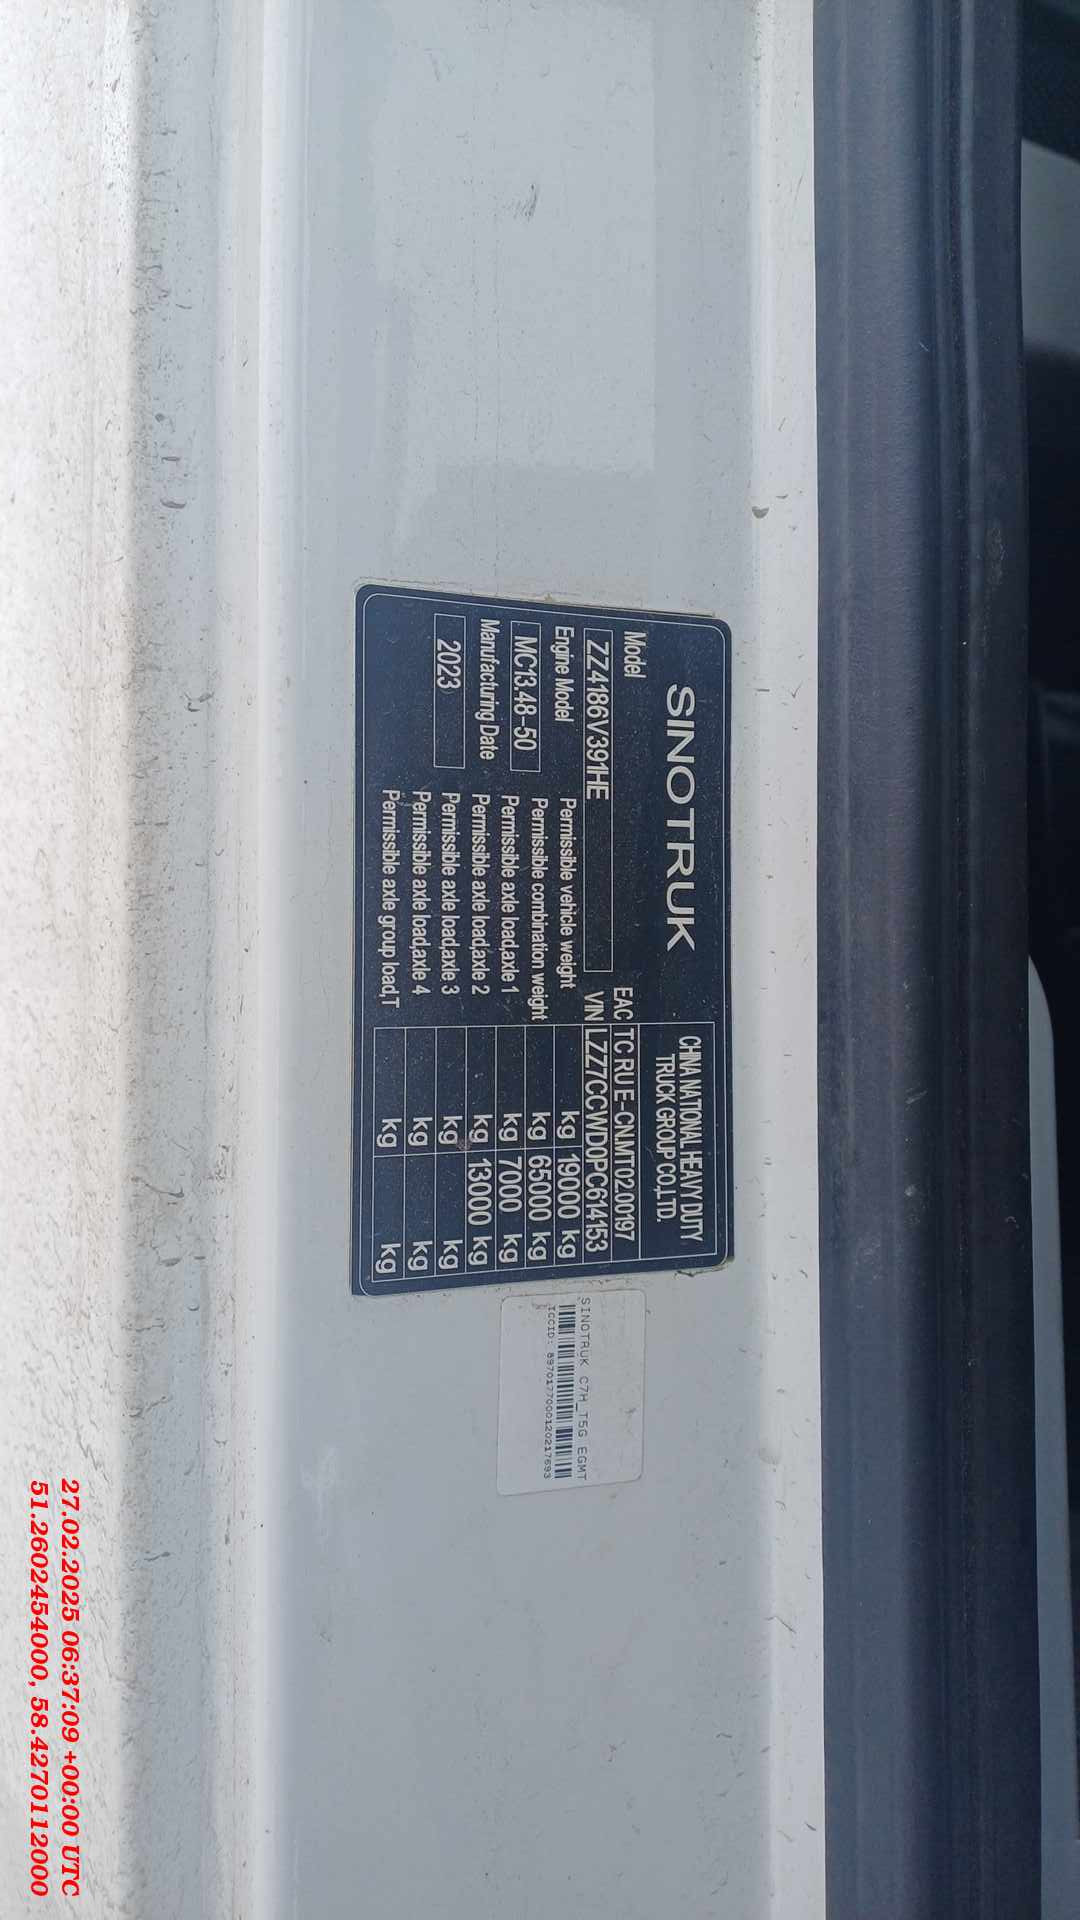 SINOTRUK
CHINA NATIONAL HEAVY DUTY
TRUCK GROUP CO.,LTD.
Model
ZZ4186V391HE
EAC TC RU E-CN.MT02.00197
VIN LZZ7CCWD0PC614153
Engine Model
MC13.48-50
Manufacturing Date
2023
Permissible vehicle weight kg 19000 kg
Permissible combination weight kg 65000 kg
Permissible axle load,axle 1 kg 7000 kg
Permissible axle load,axle 2 kg 13000 kg
Permissible axle load,axle 3 kg kg
Permissible axle load,axle 4 kg kg
Permissible axle group load,T kg kg
SINOTRUK C7H_T5G EGMT
ICCID: 89701770001202176​93
27.02.2025 06:37:09 +00:00 UTC
51.2602454000, 58.4270112000